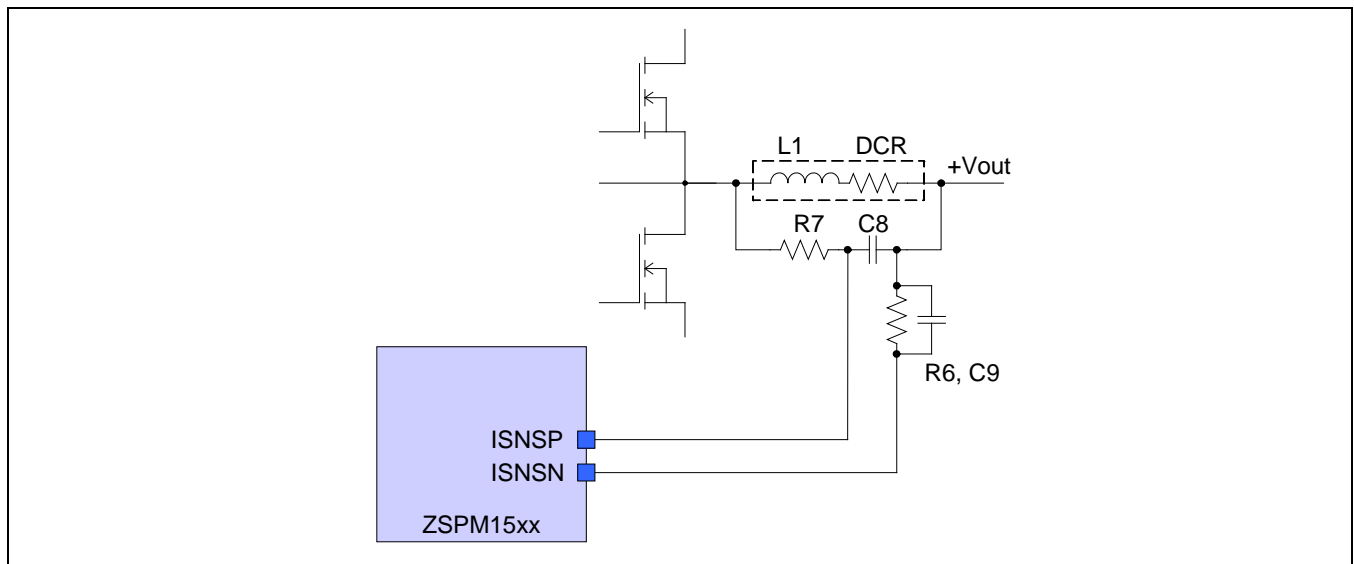 L1 DCR
+Vout
R7 C8
R6, C9
ISNSP
ISNSN
ZSPM15xx